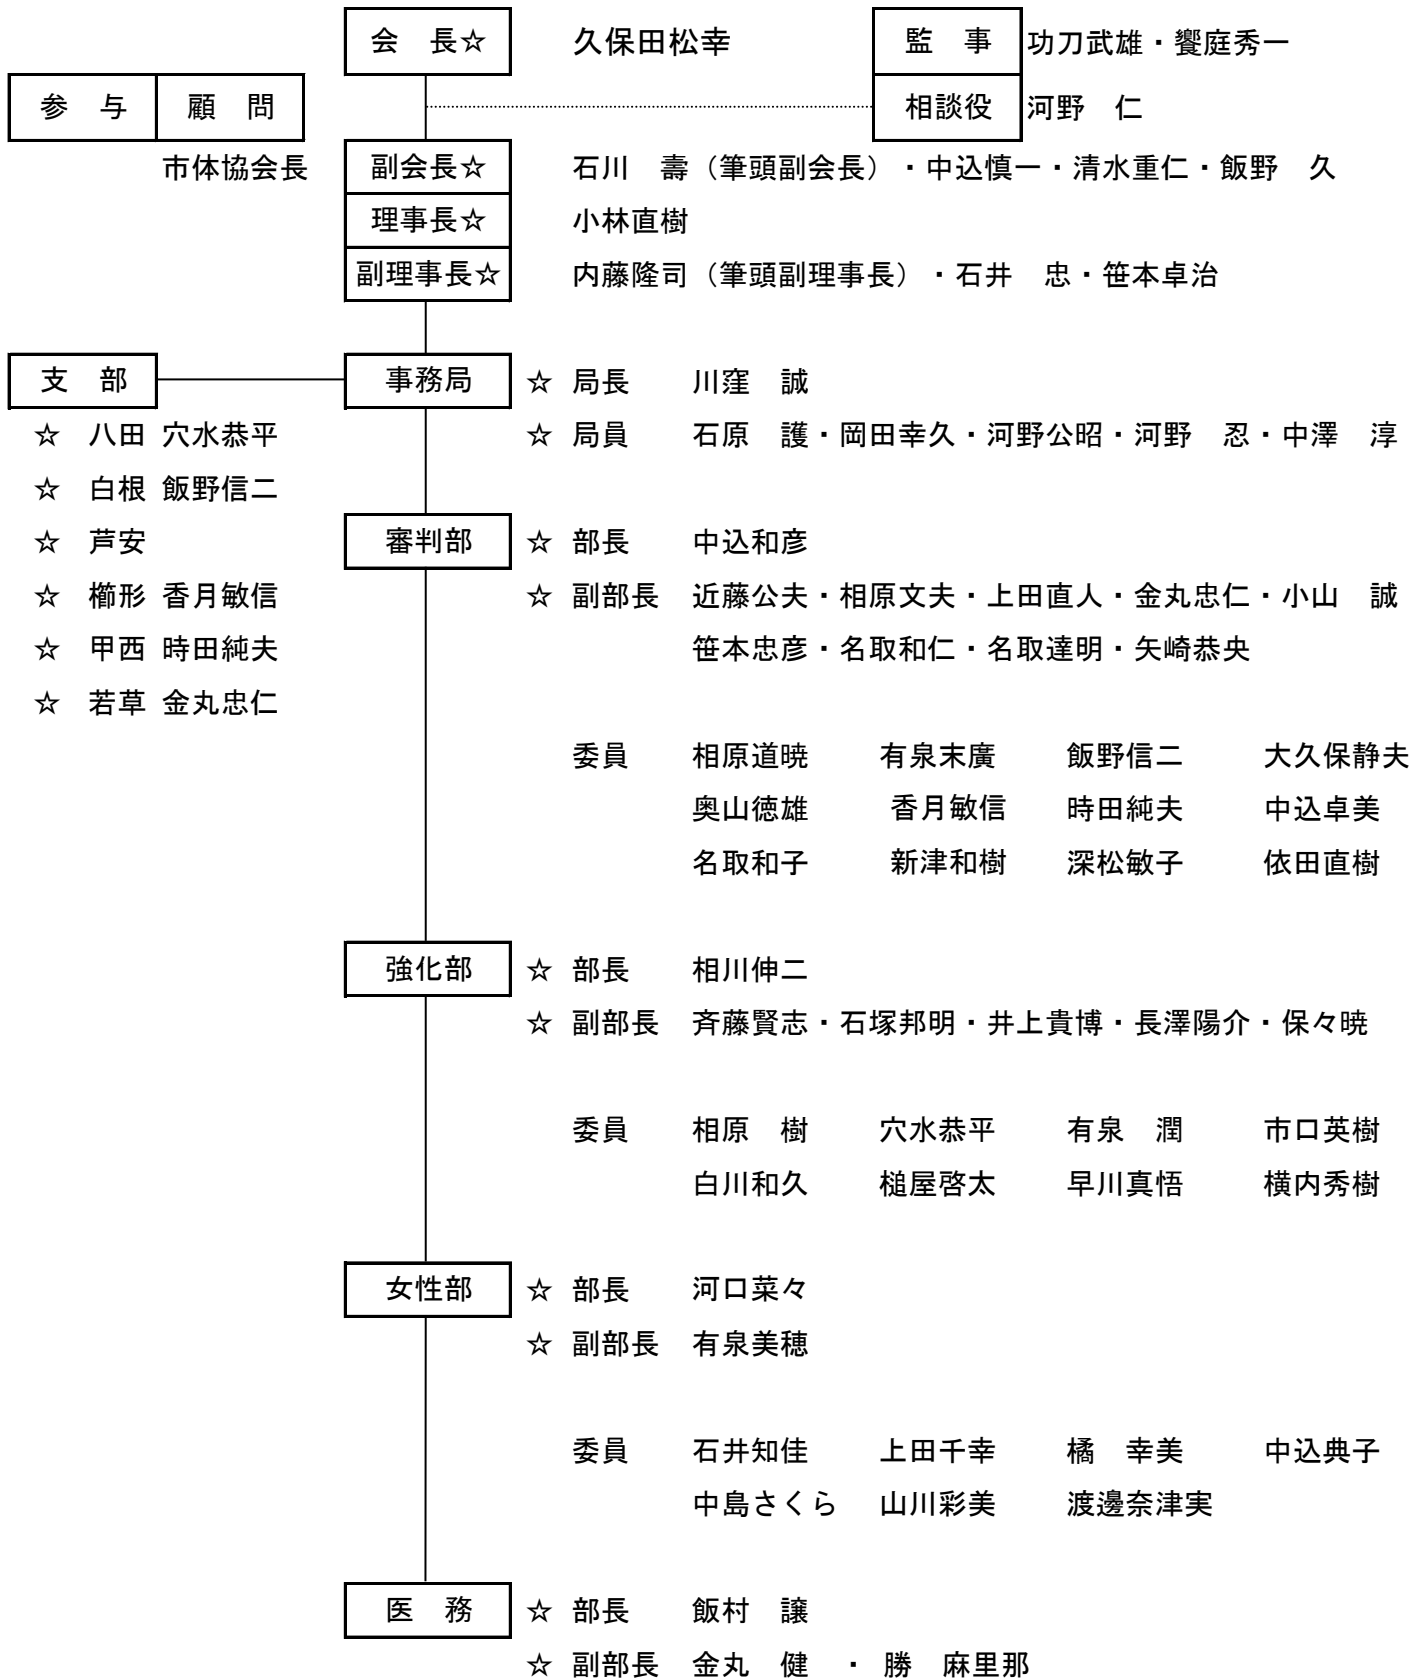 会　長☆　久保田松幸　監　事　功刀武雄・饗庭秀一
参　与　顧　問　相談役　河野　仁
市体協会長　副会長☆　石川　壽（筆頭副会長）・中込慎一・清水重仁・飯野　久
理事長☆　小林直樹
副理事長☆　内藤隆司（筆頭副理事長）・石井　忠・笹本卓治
支　部　事務局　☆　局長　川窪　誠
☆　八田　穴水恭平　☆　局員　石原　護・岡田幸久・河野公昭・河野　忍・中澤　淳
☆　白根　飯野信二
☆　芦安　審判部　☆　部長　中込和彦
☆　櫛形　香月敏信　☆　副部長　近藤公夫・相原文夫・上田直人・金丸忠仁・小山　誠
☆　甲西　時田純夫　笹本忠彦・名取和仁・名取達明・矢崎恭央
☆　若草　金丸忠仁
委員　相原道暁　有泉末廣　飯野信二　大久保静夫
奥山徳雄　香月敏信　時田純夫　中込卓美
名取和子　新津和樹　深松敏子　依田直樹
強化部　☆　部長　相川伸二
☆　副部長　斉藤賢志・石塚邦明・井上貴博・長澤陽介・保々暁
委員　相原　樹　穴水恭平　有泉　潤　市口英樹
白川和久　槌屋啓太　早川真悟　横内秀樹
女性部　☆　部長　河口菜々
☆　副部長　有泉美穂
委員　石井知佳　上田千幸　橘　幸美　中込典子
中島さくら　山川彩美　渡邊奈津実
医　務　☆　部長　飯村　譲
☆　副部長　金丸　健　・　勝　麻里那